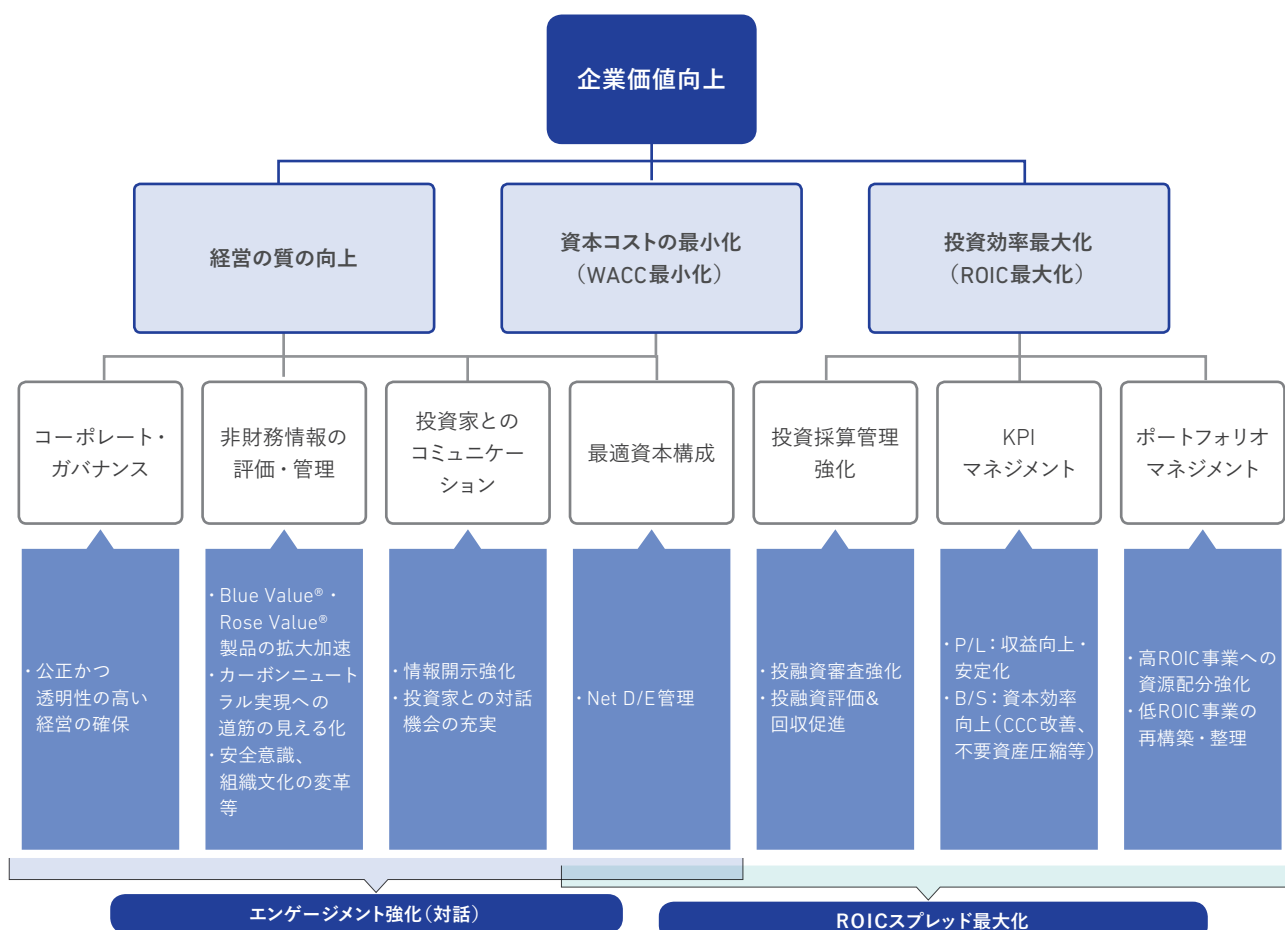 企業価値向上
経営の質の向上
資本コストの最小化
（WACC最小化）
投資効率最大化
（ROIC最大化）
コーポレート・
ガバナンス
非財務情報の
評価・管理
投資家との
コミュニケー
ション
最適資本構成
投資採算管理
強化
KPI
マネジメント
ポートフォリオ
マネジメント
・公正かつ
透明性の高い
経営の確保
・Blue Value®・
Rose Value®
製品の拡大加速
・カーボンニュート
ラル実現への
道筋の見える化
・安全意識、
組織文化の変革
等
・情報開示強化
・投資家との対話
機会の充実
・Net D/E管理
・投融資審査強化
・投融資評価&
回収促進
・P/L：収益向上・
安定化
・B/S：資本効率
向上（CCC改善、
不要資産圧縮等）
・高ROIC事業への
資源配分強化
・低ROIC事業の
再構築・整理
エンゲージメント強化（対話）
ROICスプレッド最大化